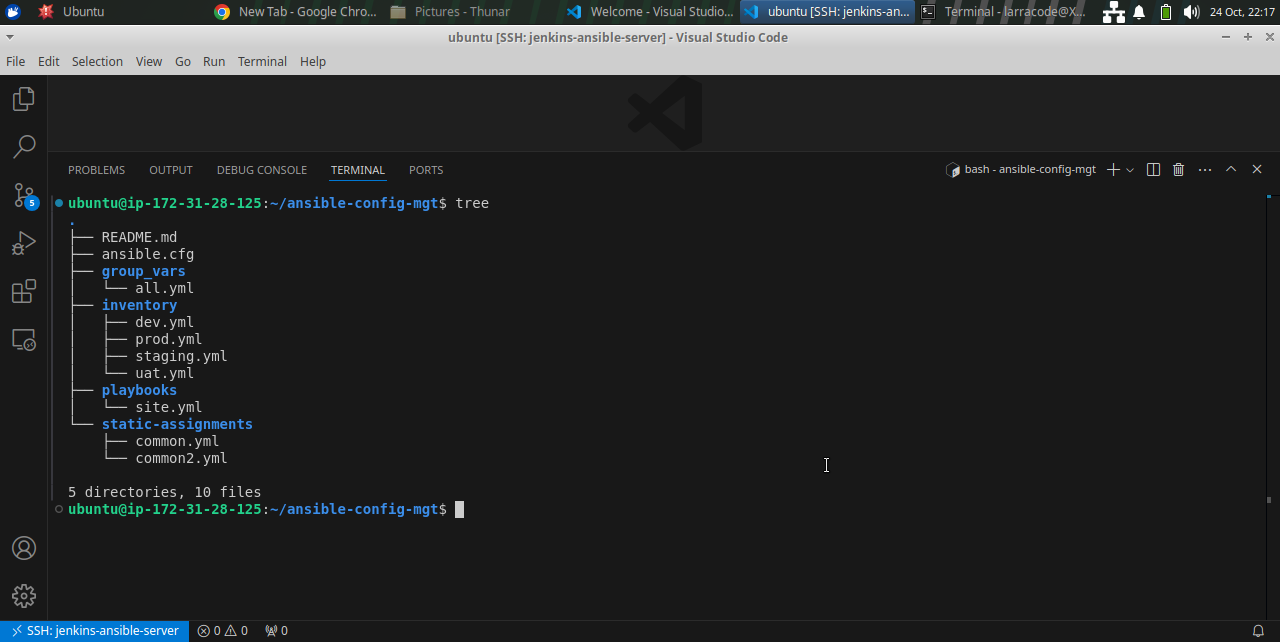 Ubuntu
New Tab - Google Chro...
Pictures - Thunar
Welcome - Visual Studio...
ubuntu [SSH: jenkins-an...
Terminal - larracode@X...
24 Oct, 22:17
ubuntu [SSH: jenkins-ansible-server] - Visual Studio Code
File Edit Selection View Go Run Terminal Help
PROBLEMS OUTPUT DEBUG CONSOLE TERMINAL PORTS
bash - ansible-config-mgt
5
ubuntu@ip-172-31-28-125:~/ansible-config-mgt$ tree
.
├── README.md
├── ansible.cfg
├── group_vars
│   └── all.yml
├── inventory
│   ├── dev.yml
│   ├── prod.yml
│   ├── staging.yml
│   └── uat.yml
├── playbooks
│   └── site.yml
└── static-assignments
    ├── common.yml
    └── common2.yml
5 directories, 10 files
ubuntu@ip-172-31-28-125:~/ansible-config-mgt$
SSH: jenkins-ansible-server 0 0 0